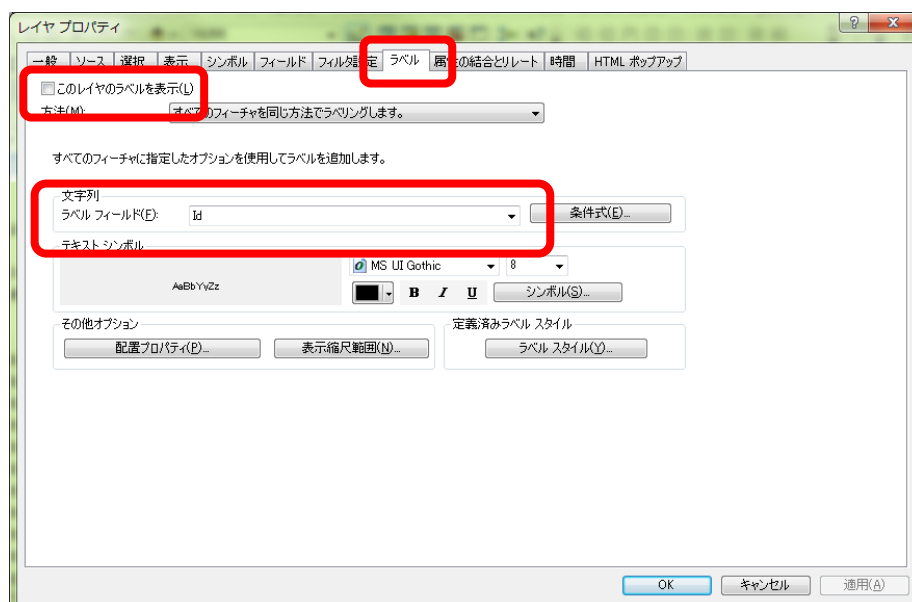 レイヤ プロパティ
一般 ソース 選択 表示 シンボル フィールド フィルタ設定 ラベル 属性の結合とリレート 時間 HTML ポップアップ
このレイヤのラベルを表示(L)
方法(M): すべてのフィーチャを同じ方法でラベリングします。
すべてのフィーチャに指定したオプションを使用してラベルを追加します。
文字列
ラベル フィールド(F): Id 条件式(E)...
テキスト シンボル
AaBbYyZz
MS UI Gothic 8
B I U シンボル(S)...
その他オプション 定義済みラベル スタイル
配置プロパティ(P)... 表示縮尺範囲(N)... ラベル スタイル(Y)...
OK キャンセル 適用(A)